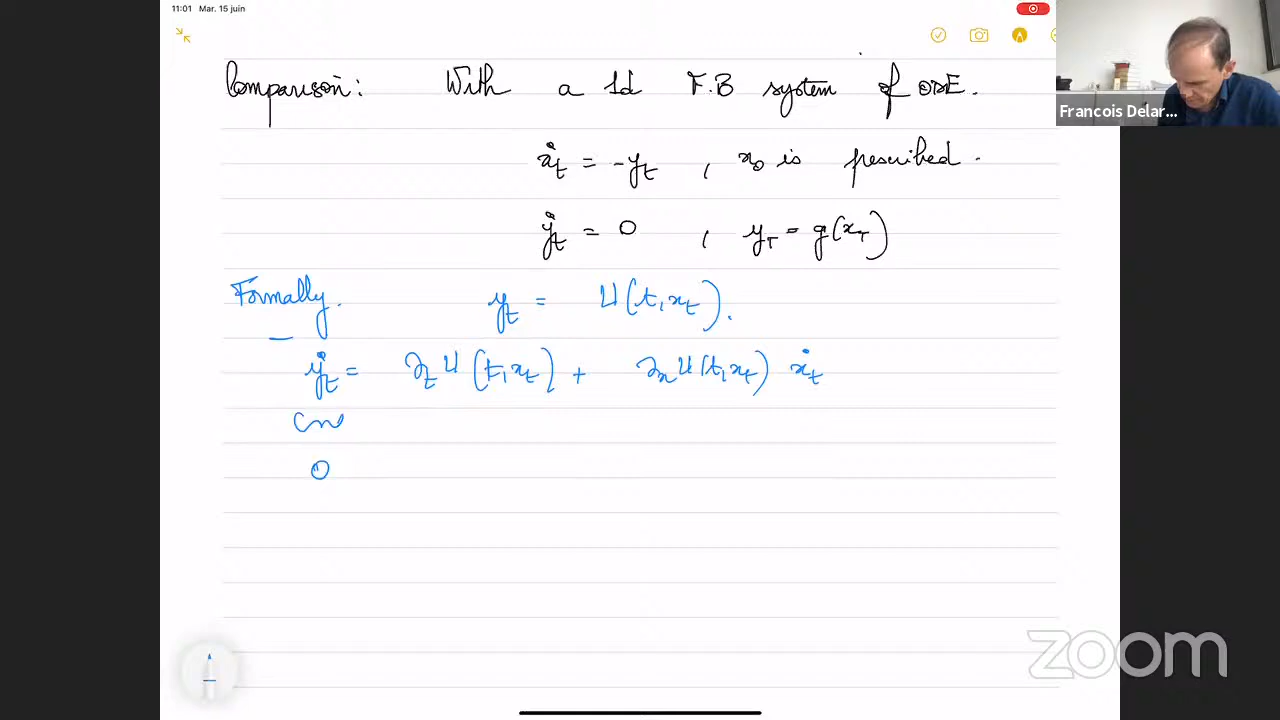 11:01 Mar. 15 juin
Comparison: With a 1d F.B system of ODE.
ẋ_t = -y_t , x_0 is prescribed.
ẏ_t = 0 , y_T = g(x_T)
Formally. y_t = U(t, x_t).
ẏ_t = ∂_t U(t, x_t) + ∂_x U(t, x_t) ẋ_t
0
Francois Delar...
zoom